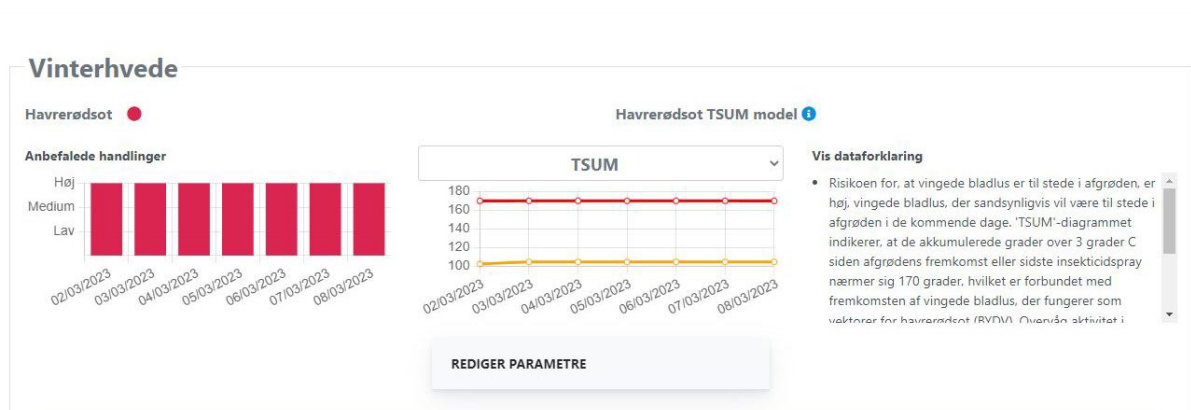 Vinterhvede
Havrerødsot
Havrerødsot TSUM model
Anbefalede handlinger
Høj
Medium
Lav
02/03/2023
03/03/2023
04/03/2023
05/03/2023
06/03/2023
07/03/2023
08/03/2023
TSUM
180
160
140
120
100
02/03/2023
03/03/2023
04/03/2023
05/03/2023
06/03/2023
07/03/2023
08/03/2023
REDIGER PARAMETRE
Vis dataforklaring
• Risikoen for, at vingede bladlus er til stede i afgrøden, er
høj, vingede bladlus, der sandsynligvis vil være til stede i
afgrøden i de kommende dage. 'TSUM'-diagrammet
indikerer, at de akkumulerede grader over 3 grader C
siden afgrødens fremkomst eller sidste insekticidspray
nærmer sig 170 grader, hvilket er forbundet med
fremkomsten af vingede bladlus, der fungerer som
vektorer for havrerødsot (BYDV). Overvåg aktivitet i